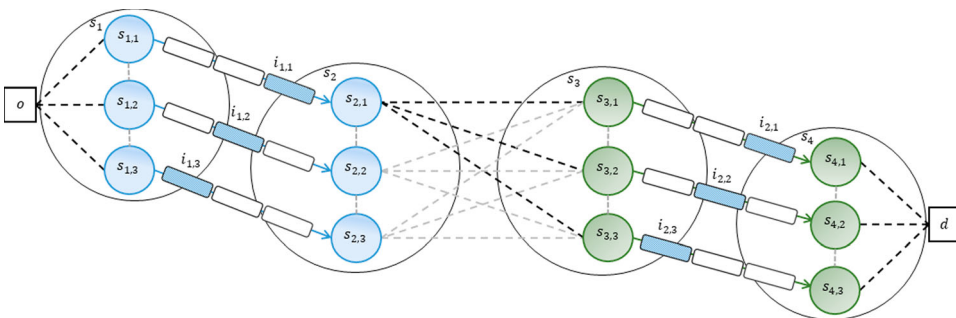 o
s1
s1,1
s1,2
s1,3
i1,1
i1,2
i1,3
s2
s2,1
s2,2
s2,3
s3
s3,1
s3,2
s3,3
i2,1
i2,2
i2,3
s4
s4,1
s4,2
s4,3
d